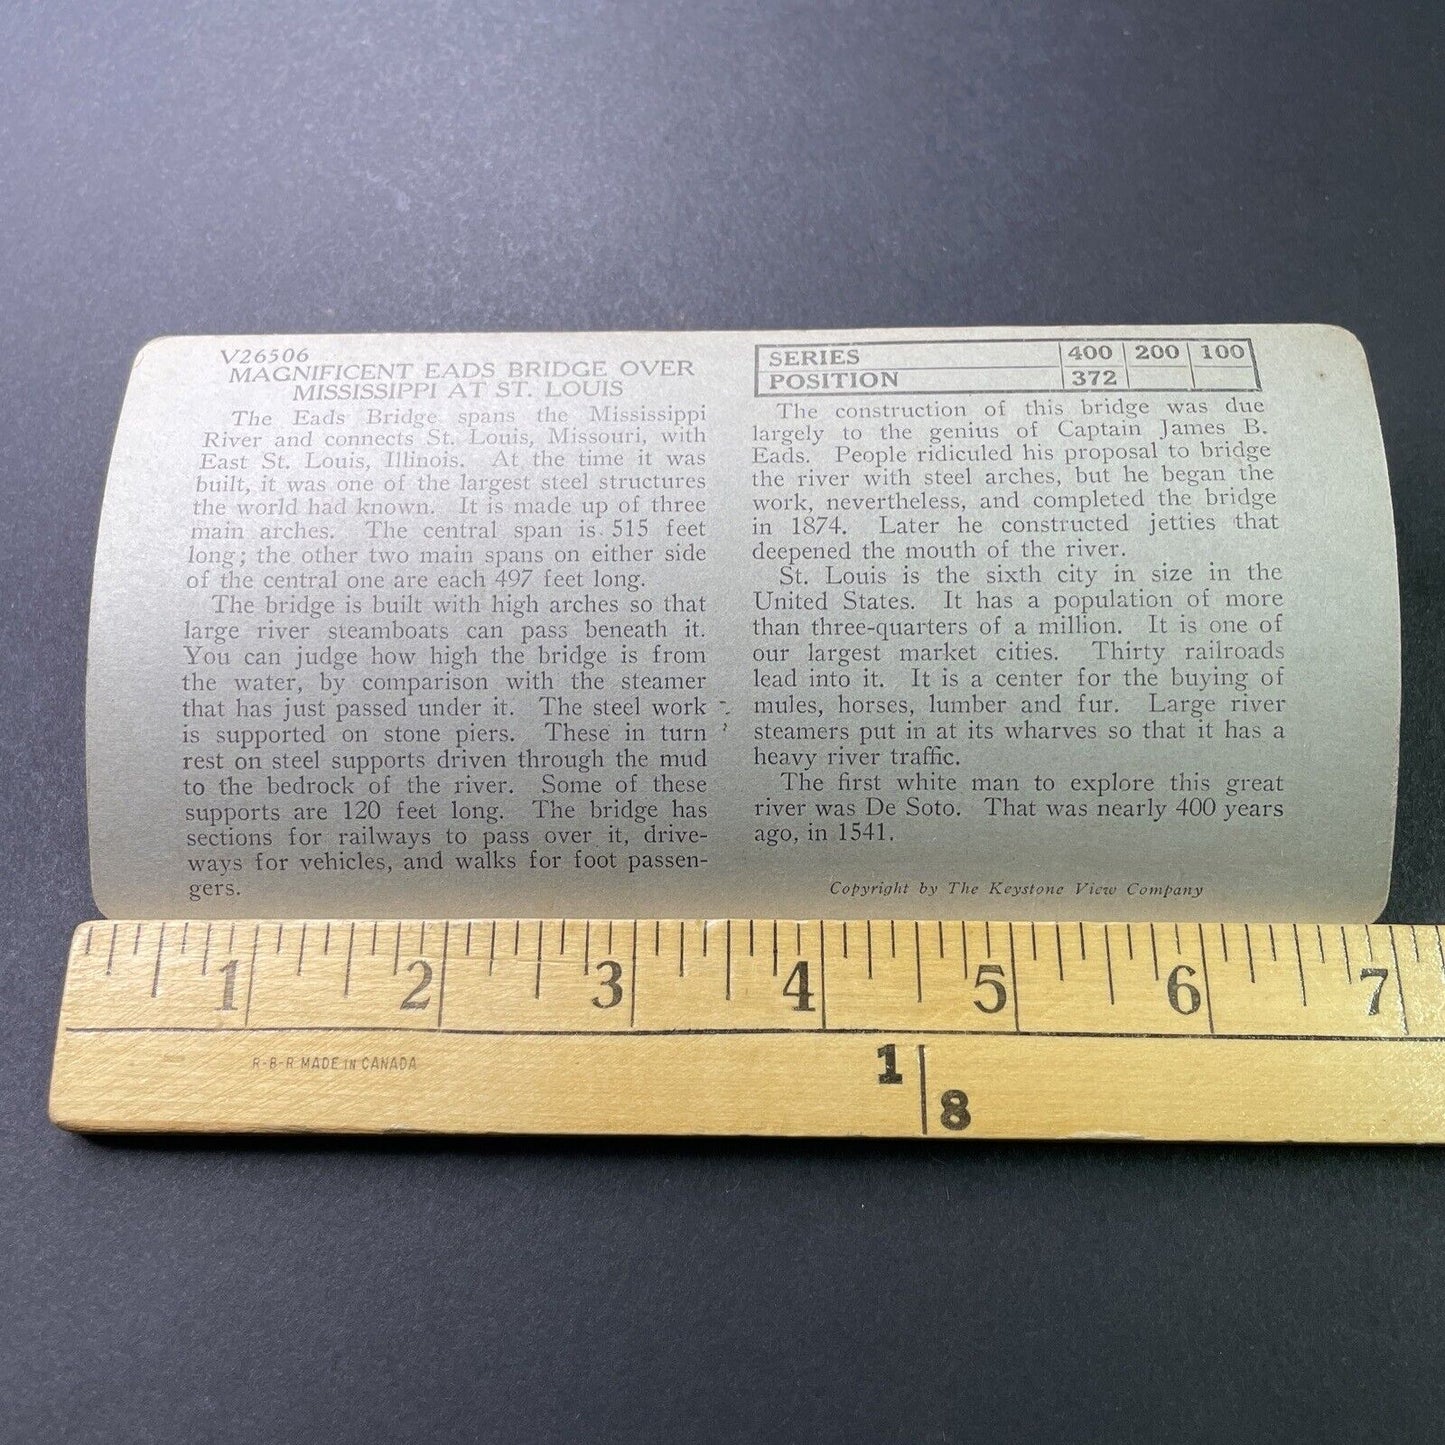 V26506
MAGNIFICENT EADS BRIDGE OVER
MISSISSIPPI AT ST. LOUIS
The Eads Bridge spans the Mississippi
River and connects St. Louis, Missouri, with
East St. Louis, Illinois. At the time it was
built, it was one of the largest steel structures
the world had known. It is made up of three
main arches. The central span is 515 feet
long; the other two main spans on either side
of the central one are each 497 feet long.
The bridge is built with high arches so that
large river steamboats can pass beneath it.
You can judge how high the bridge is from
the water, by comparison with the steamer
that has just passed under it. The steel work
is supported on stone piers. These in turn
rest on steel supports driven through the mud
to the bedrock of the river. Some of these
supports are 120 feet long. The bridge has
sections for railways to pass over it, drive-
ways for vehicles, and walks for foot passen-
gers.
SERIES 400 200 100
POSITION 372
The construction of this bridge was due
largely to the genius of Captain James B.
Eads. People ridiculed his proposal to bridge
the river with steel arches, but he began the
work, nevertheless, and completed the bridge
in 1874. Later he constructed jetties that
deepened the mouth of the river.
St. Louis is the sixth city in size in the
United States. It has a population of more
than three-quarters of a million. It is one of
our largest market cities. Thirty railroads
lead into it. It is a center for the buying of
mules, horses, lumber and fur. Large river
steamers put in at its wharves so that it has a
heavy river traffic.
The first white man to explore this great
river was De Soto. That was nearly 400 years
ago, in 1541.
Copyright by The Keystone View Company
1 2 3 4 5 6 7
R-B-R MADE IN CANADA
1 8